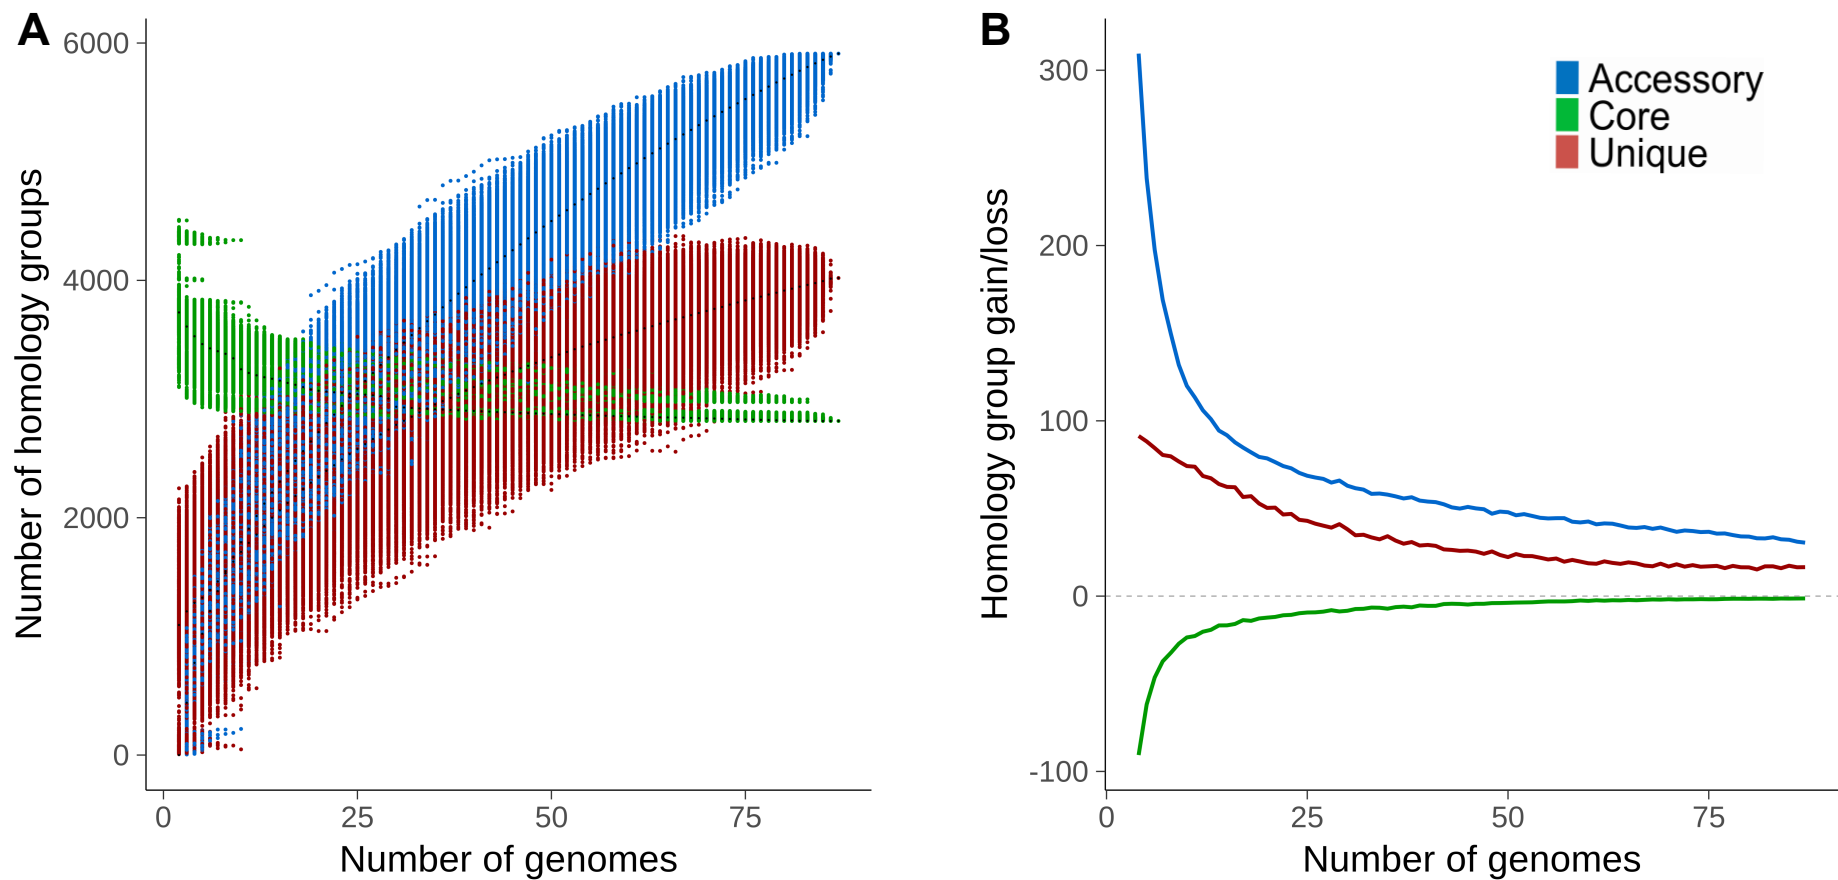 A
Number of homology groups
6000
4000
2000
0
0 25 50 75
Number of genomes
B
Homology group gain/loss
300
200
100
0
-100
0 25 50 75
Number of genomes
Accessory
Core
Unique